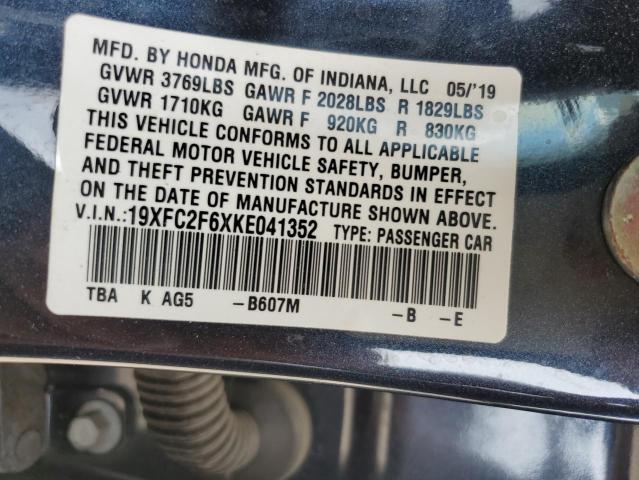 MFD. BY HONDA MFG. OF INDIANA, LLC 05/'19
GVWR 3769LBS GAWR F 2028LBS R 1829LBS
GVWR 1710KG GAWR F 920KG R 830KG
THIS VEHICLE CONFORMS TO ALL APPLICABLE
FEDERAL MOTOR VEHICLE SAFETY, BUMPER,
AND THEFT PREVENTION STANDARDS IN EFFECT
ON THE DATE OF MANUFACTURE SHOWN ABOVE.
V.I.N.:19XFC2F6XKE041352 TYPE: PASSENGER CAR
TBA K AG5 -B607M -B -E